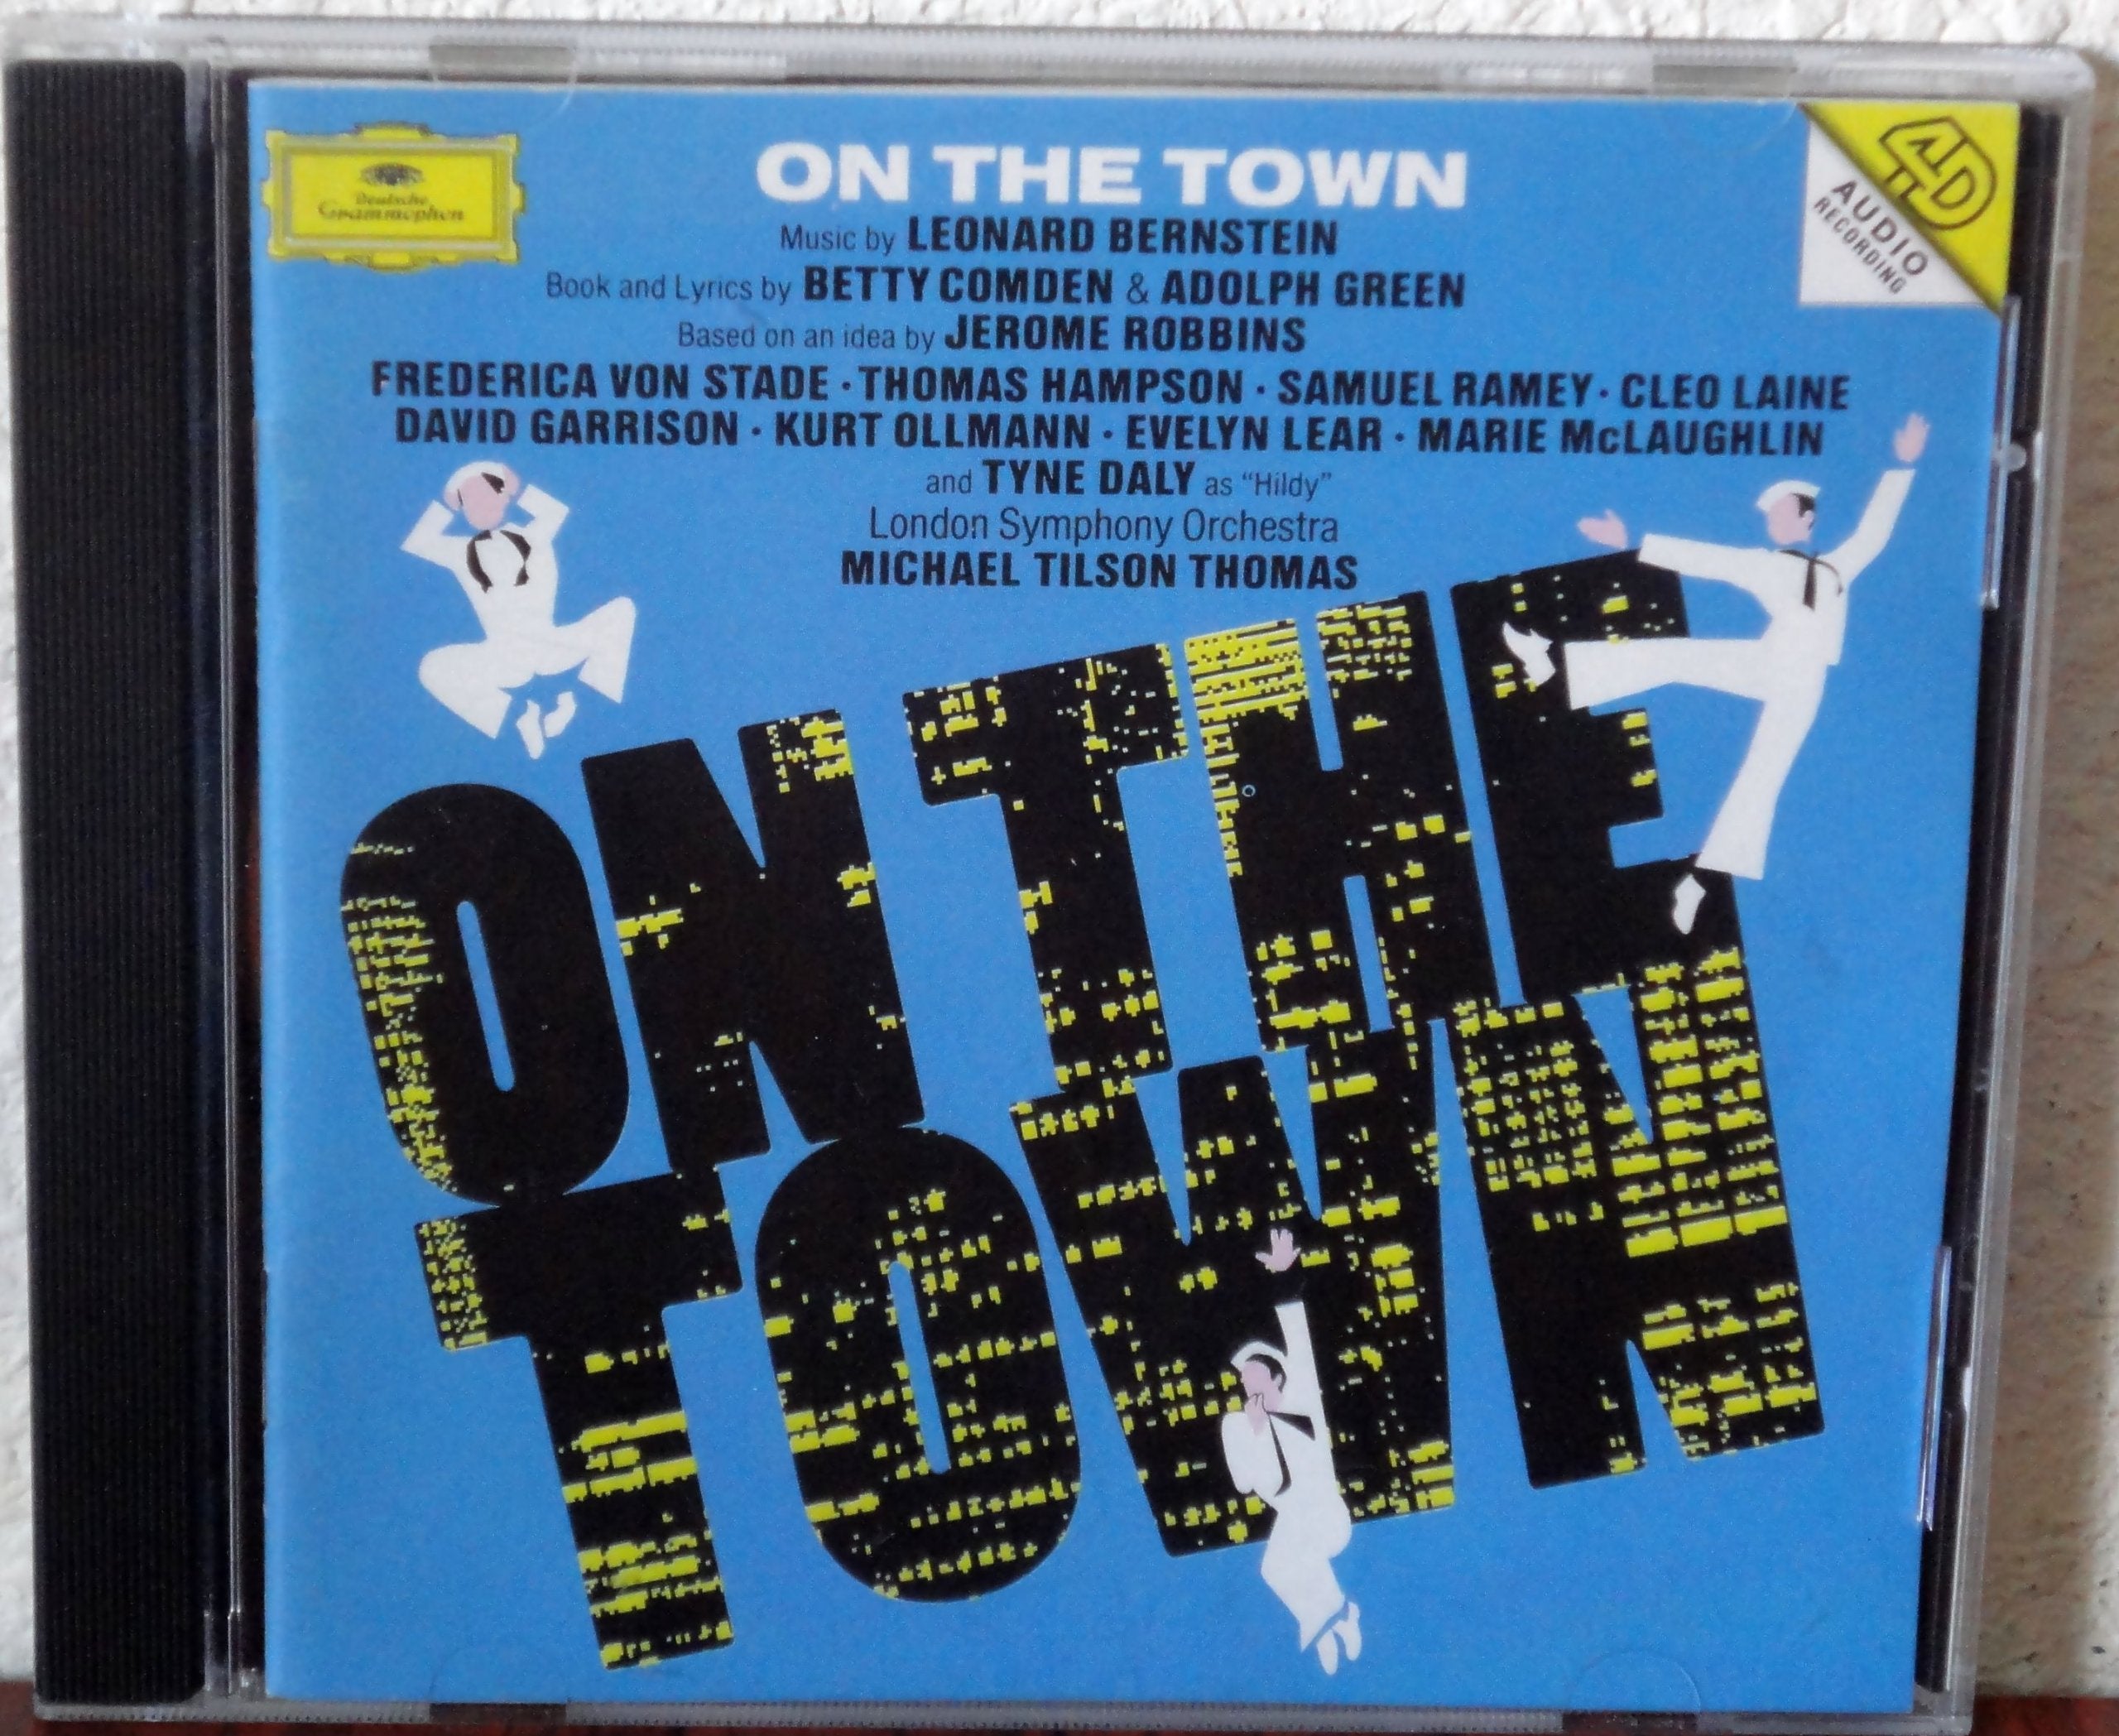 Deutsche
Grammophon
ON THE TOWN
Music by LEONARD BERNSTEIN
Book and Lyrics by BETTY COMDEN & ADOLPH GREEN
Based on an idea by JEROME ROBBINS
FREDERICA VON STADE · THOMAS HAMPSON · SAMUEL RAMEY · CLEO LAINE
DAVID GARRISON · KURT OLLMANN · EVELYN LEAR · MARIE McLAUGHLIN
and TYNE DALY as "Hildy"
London Symphony Orchestra
MICHAEL TILSON THOMAS
4D
AUDIO
RECORDING
ON THE
TOWN